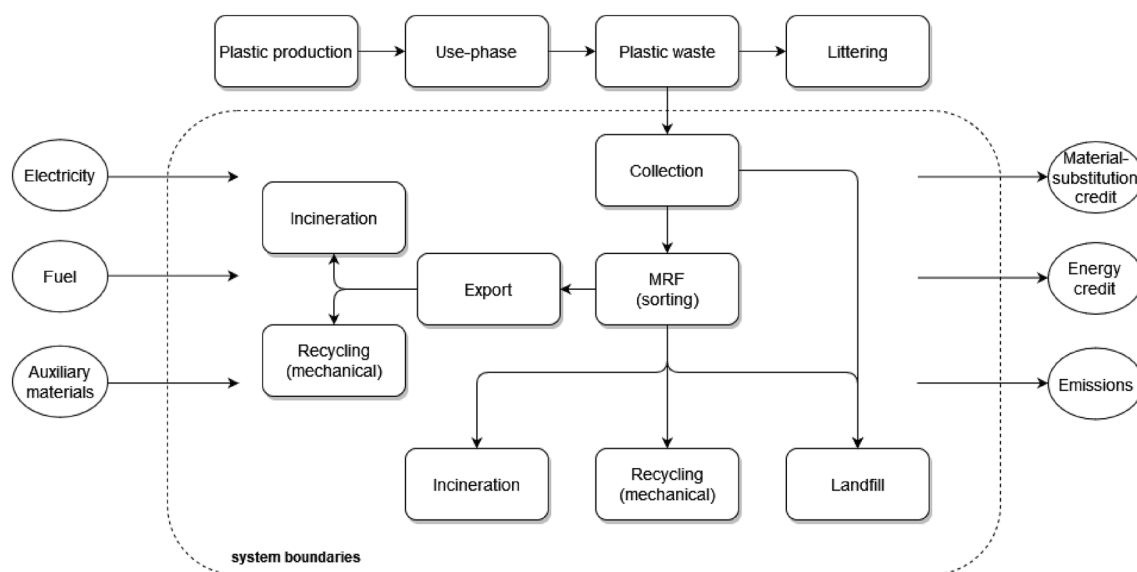 Plastic production
Use-phase
Plastic waste
Littering
Electricity
Fuel
Auxiliary
materials
Collection
Incineration
MRF
(sorting)
Export
Recycling
(mechanical)
Incineration
Recycling
(mechanical)
Landfill
Material-
substitution
credit
Energy
credit
Emissions
system boundaries